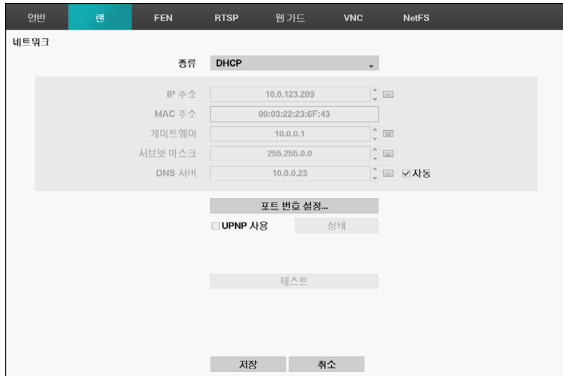 일반 랜 FEN RTSP 웹 가드 VNC NetFS
네트워크
종류 DHCP
IP 주소 10.0.123.209
MAC 주소 00:03:22:23:6F:43
게이트웨이 10.0.0.1
서브넷 마스크 255.255.0.0
DNS 서버 10.0.0.23 자동
포트 번호 설정...
UPNP 사용 상태
테스트
저장 취소